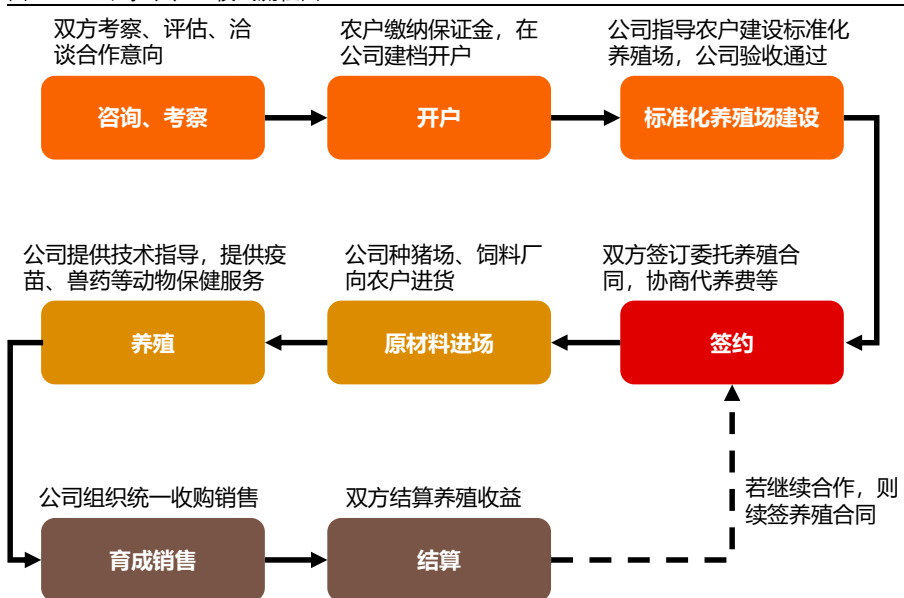 双方考察、评估、洽
谈合作意向
农户缴纳保证金，在
公司建档开户
公司指导农户建设标准化
养殖场，公司验收通过
咨询、考察
开户
标准化养殖场建设
公司提供技术指导，提供疫
苗、兽药等动物保健服务
公司种猪场、饲料厂
向农户进货
双方签订委托养殖合
同，协商代养费等
养殖
原材料进场
签约
公司组织统一收购销售
双方结算养殖收益
若继续合作，则
续签养殖合同
育成销售
结算